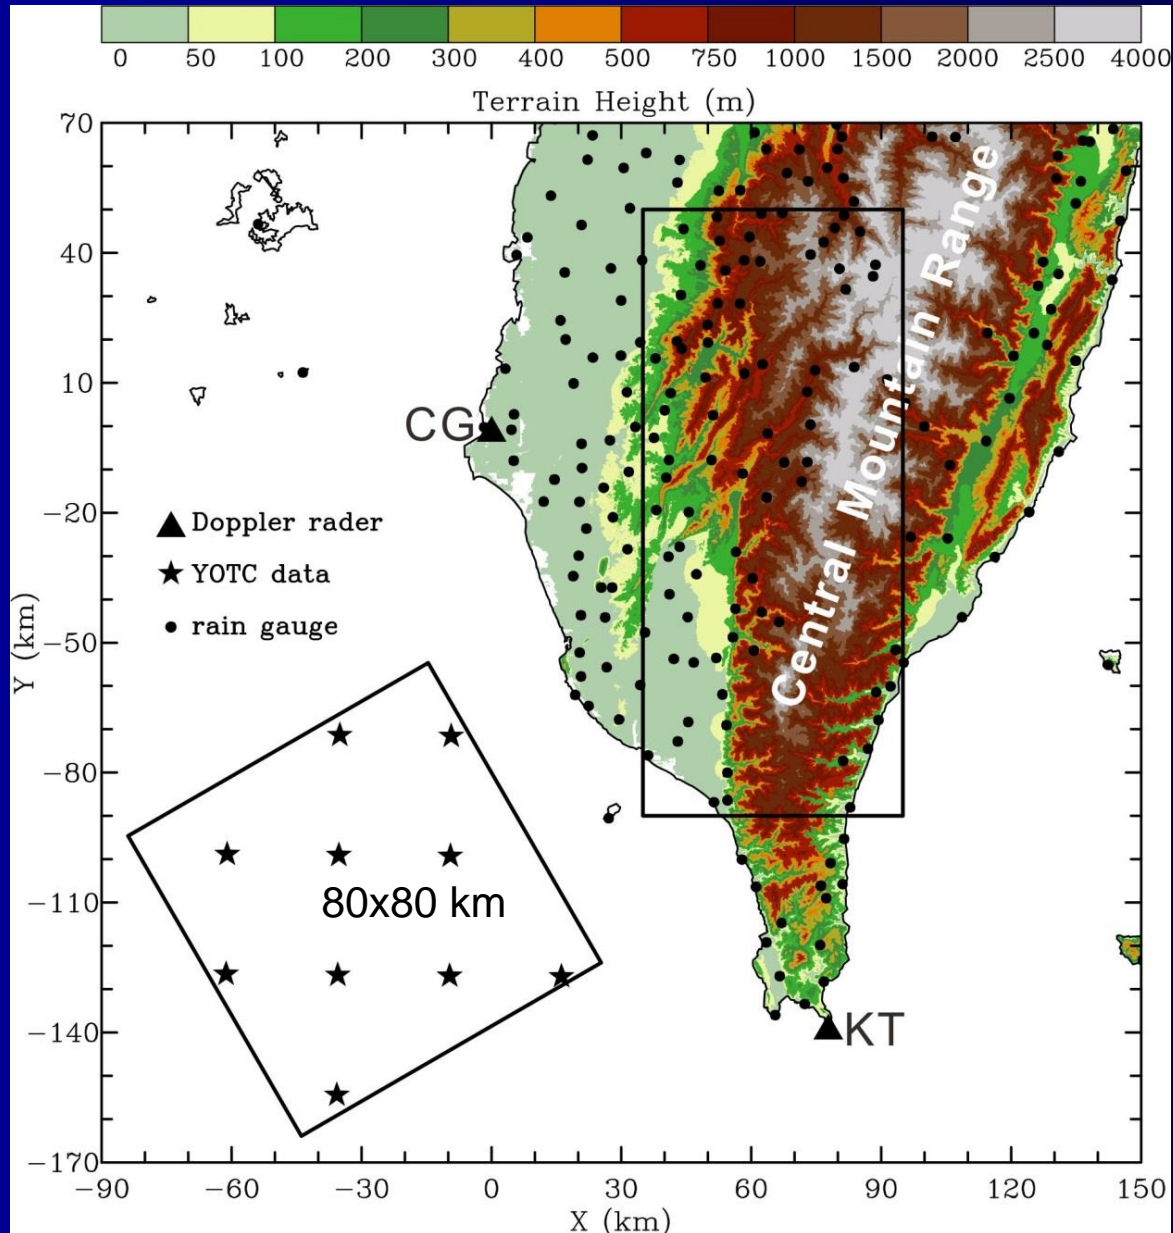 0 50 100 200 300 400 500 750 1000 1500 2000 2500 4000
Terrain Height (m)
70
40
10
−20
−50
−80
−110
−140
−170
Y (km)
CG
Doppler rader
YOTC data
rain gauge
Central Mountain Range
80x80 km
KT
−90 −60 −30 0 30 60 90 120 150
X (km)